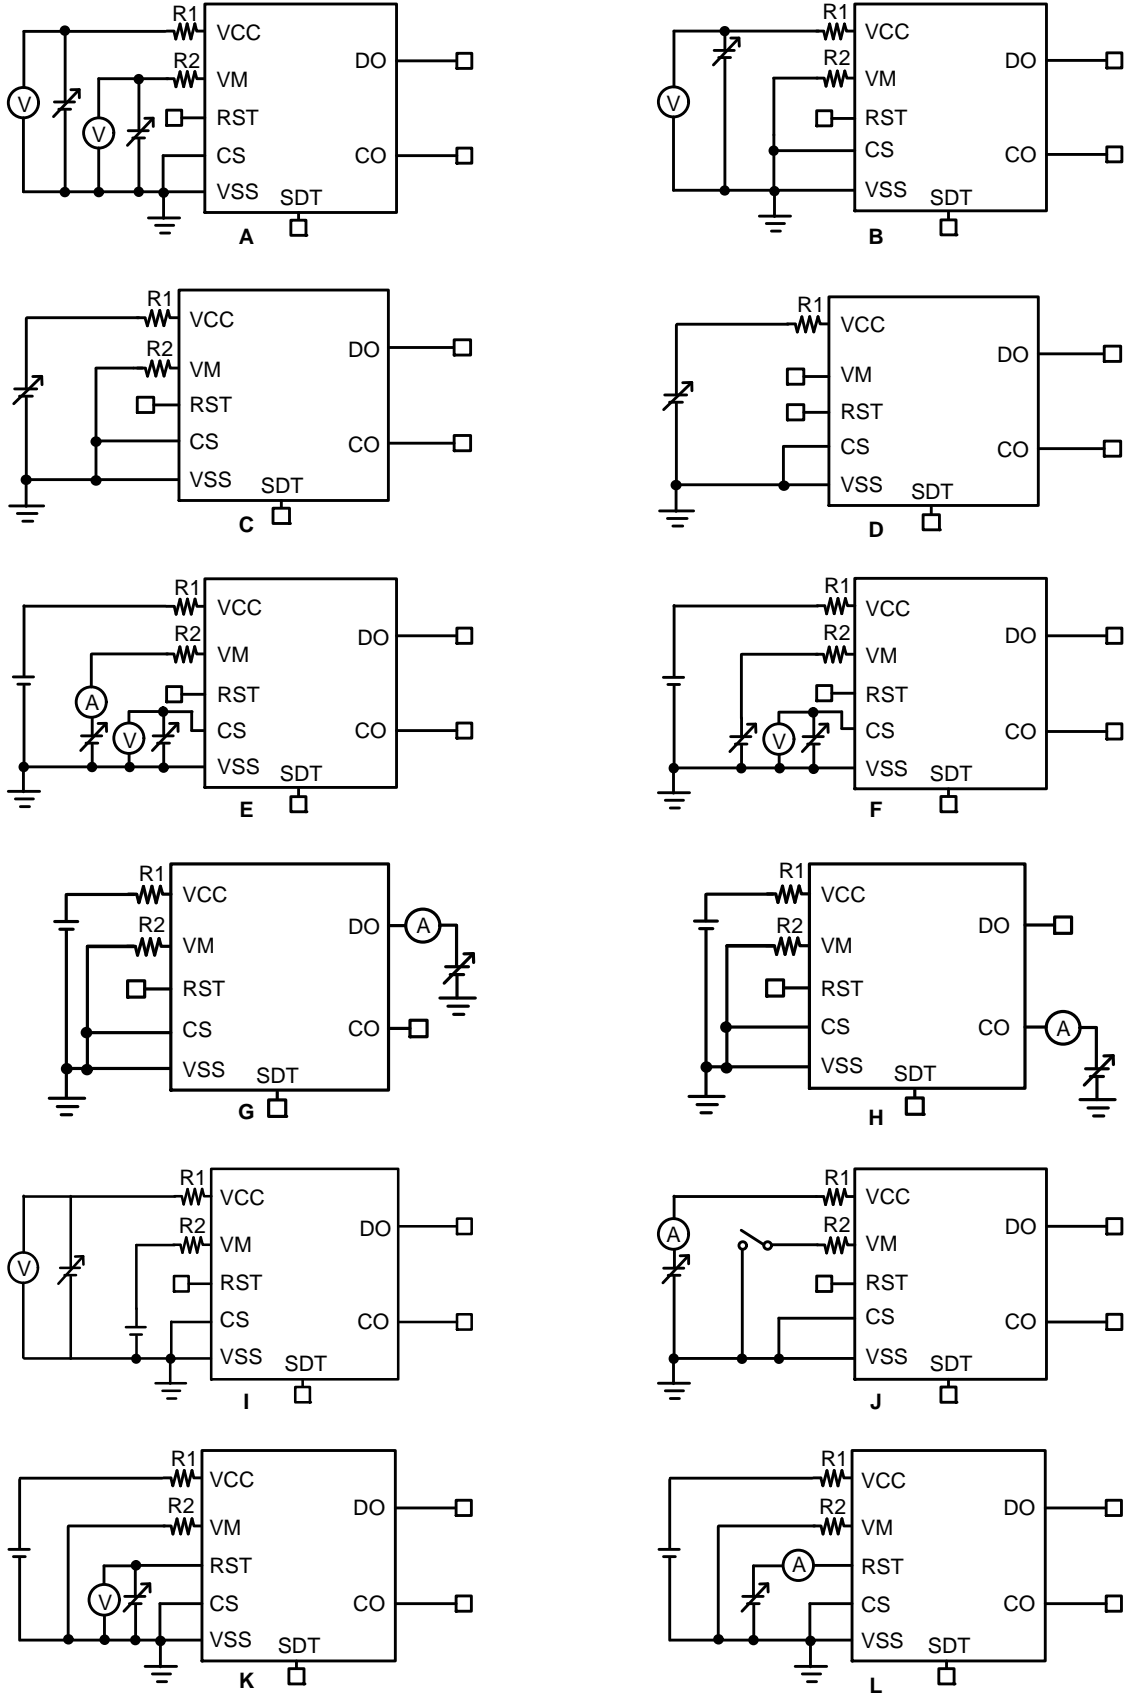 R1 VCC
R2 VM
V V RST
CS
VSS SDT
DO
CO
A
R1 VCC
R2 VM
V RST
CS
VSS SDT
DO
CO
B
R1 VCC
R2 VM
RST
CS
VSS SDT
DO
CO
C
R1 VCC
VM
RST
CS
VSS SDT
DO
CO
D
R1 VCC
R2 VM
A RST
V CS
VSS SDT
DO
CO
E
R1 VCC
R2 VM
RST
V CS
VSS SDT
DO
CO
F
R1 VCC
R2 VM
RST
CS
VSS SDT
DO A
CO
G
R1 VCC
R2 VM
RST
CS
VSS SDT
DO
CO A
H
R1 VCC
R2 VM
V RST
CS
VSS SDT
DO
CO
I
R1 VCC
A R2 VM
RST
CS
VSS SDT
DO
CO
J
R1 VCC
R2 VM
RST
V CS
VSS SDT
DO
CO
K
R1 VCC
R2 VM
A RST
CS
VSS SDT
DO
CO
L